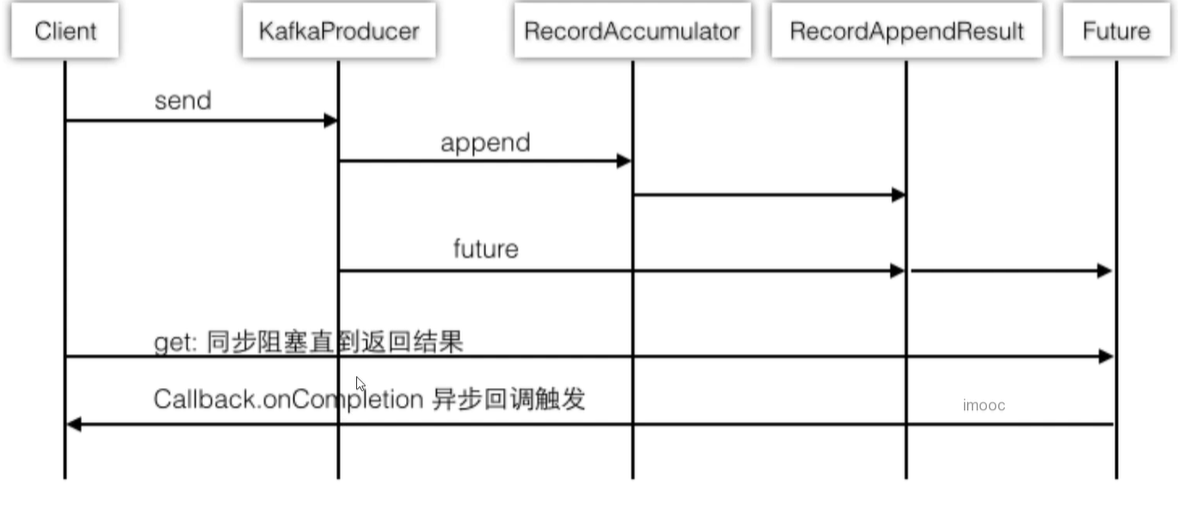 Client
KafkaProducer
RecordAccumulator
RecordAppendResult
Future
send
append
future
get: 同步阻塞直到返回结果
Callback.onCompletion 异步回调触发
imooc